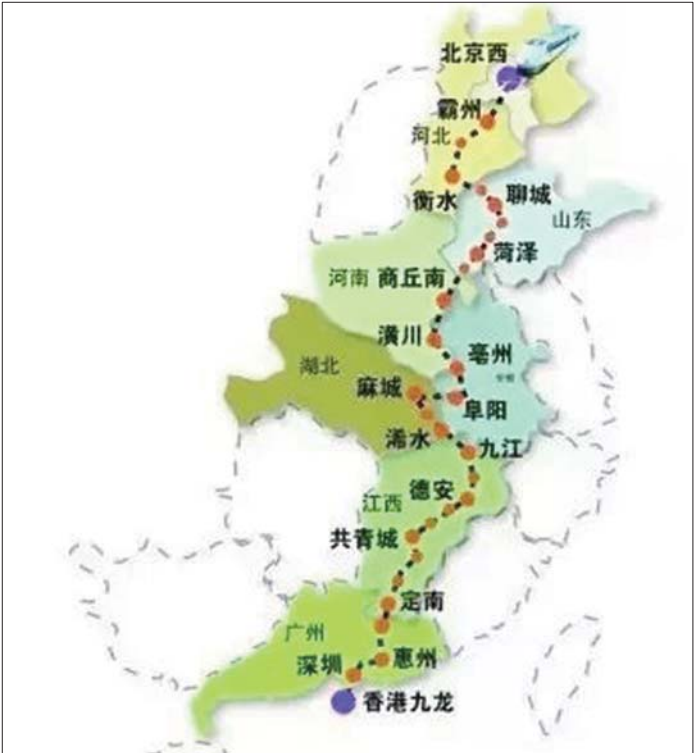 北京西
霸州
河北
衡水
聊城
山东
菏泽
河南 商丘南
潢川
亳州
湖北
麻城
阜阳
浠水
九江
德安
江西
共青城
定南
广州
深圳
惠州
香港九龙